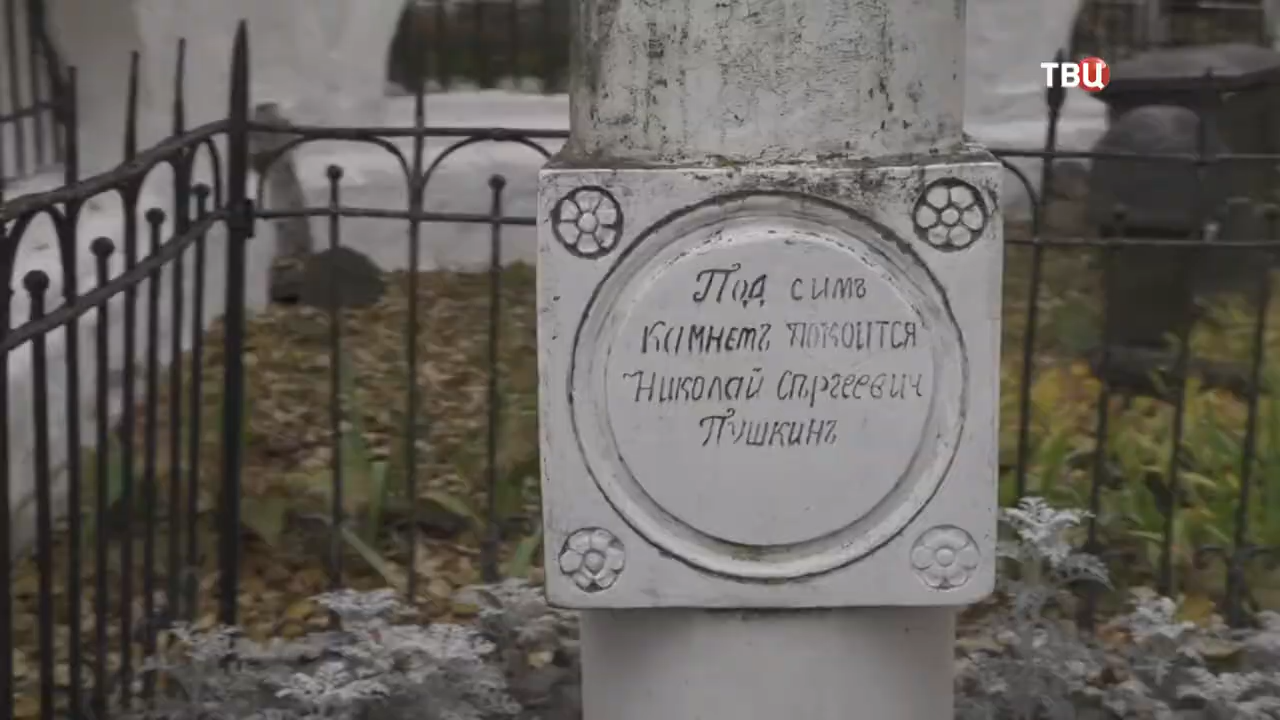 ТВЦ
Под симъ
камнемъ покоится
Николай Сергеевич
Пушкинъ